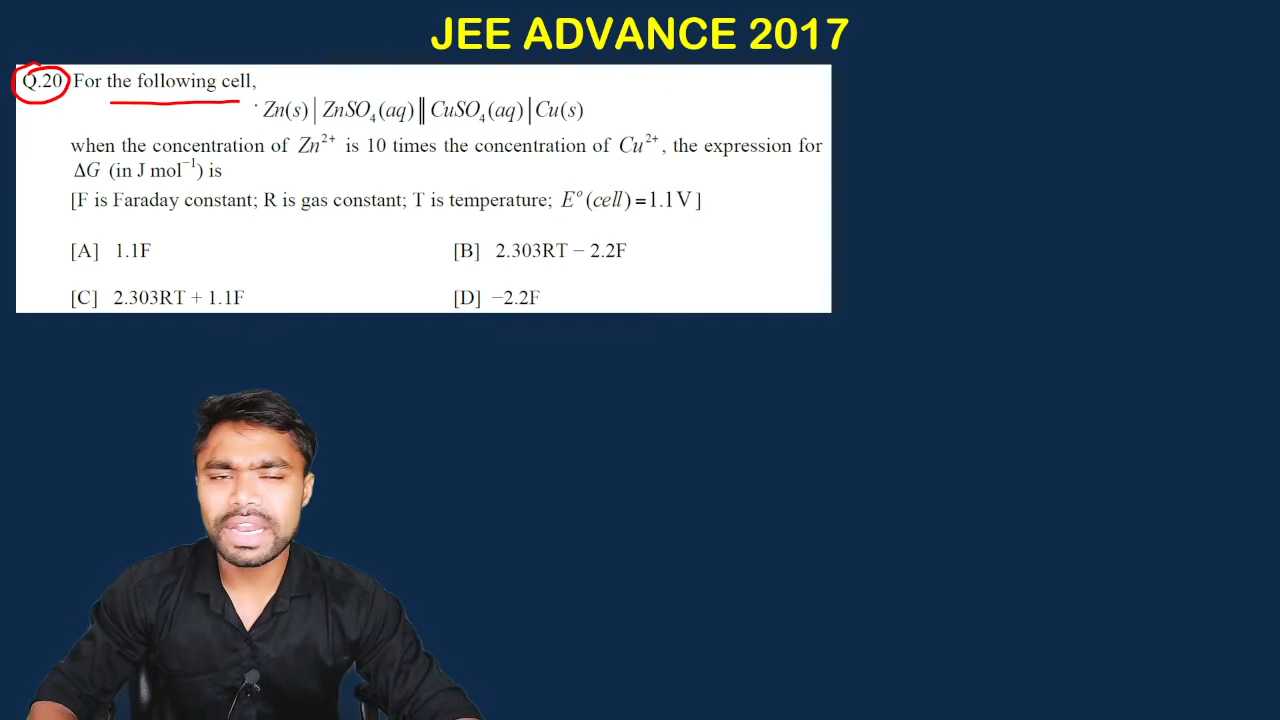 JEE ADVANCE 2017
Q.20 For the following cell,
Zn(s) | ZnSO₄(aq) || CuSO₄(aq) | Cu(s)
when the concentration of Zn²⁺ is 10 times the concentration of Cu²⁺, the expression for
ΔG (in J mol⁻¹) is
[F is Faraday constant; R is gas constant; T is temperature; E°(cell) = 1.1 V ]
[A] 1.1F [B] 2.303RT − 2.2F
[C] 2.303RT + 1.1F [D] −2.2F